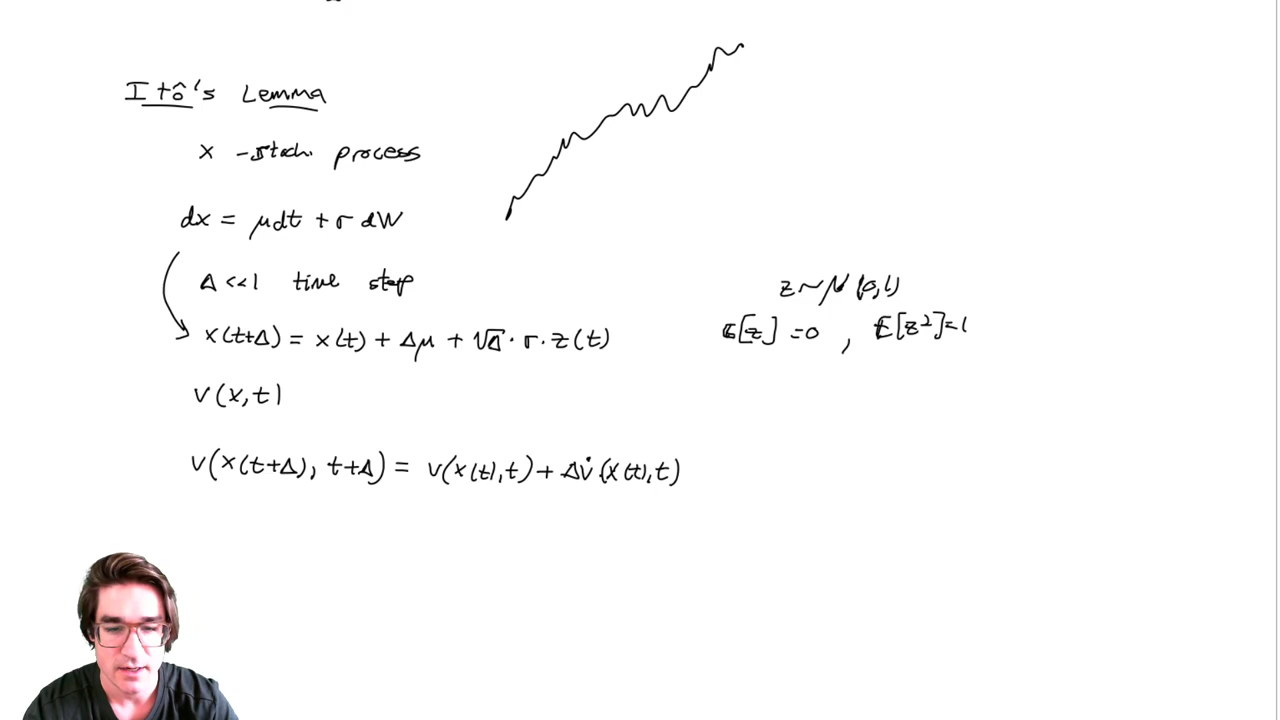 Itô's Lemma
x - stoch. process
dx = μdt + σ dW
Δ <<1 time step
z ~ N(0,1)
x(t+Δ) = x(t) + Δμ + √Δ · σ · z(t)
E[z] = 0 , E[z²] = 1
v(x,t)
v(x(t+Δ), t+Δ) = v(x(t),t) + Δv̇(x(t),t)